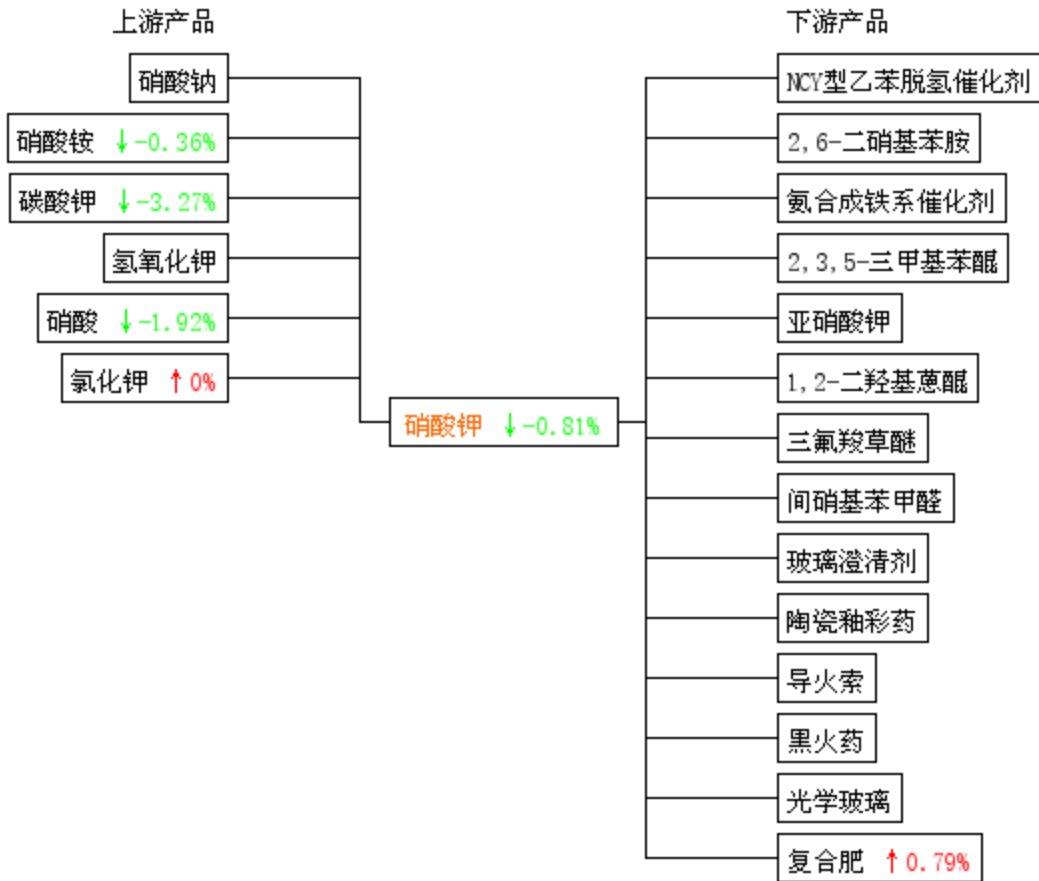 上游产品
硝酸钠
硝酸铵 ↓-0.36%
碳酸钾 ↓-3.27%
氢氧化钾
硝酸 ↓-1.92%
氯化钾 ↑0%
硝酸钾 ↓-0.81%
下游产品
NCY型乙苯脱氢催化剂
2,6-二硝基苯胺
氨合成铁系催化剂
2,3,5-三甲基苯醌
亚硝酸钾
1,2-二羟基蒽醌
三氟羧草醚
间硝基苯甲醛
玻璃澄清剂
陶瓷釉彩药
导火索
黑火药
光学玻璃
复合肥 ↑0.79%